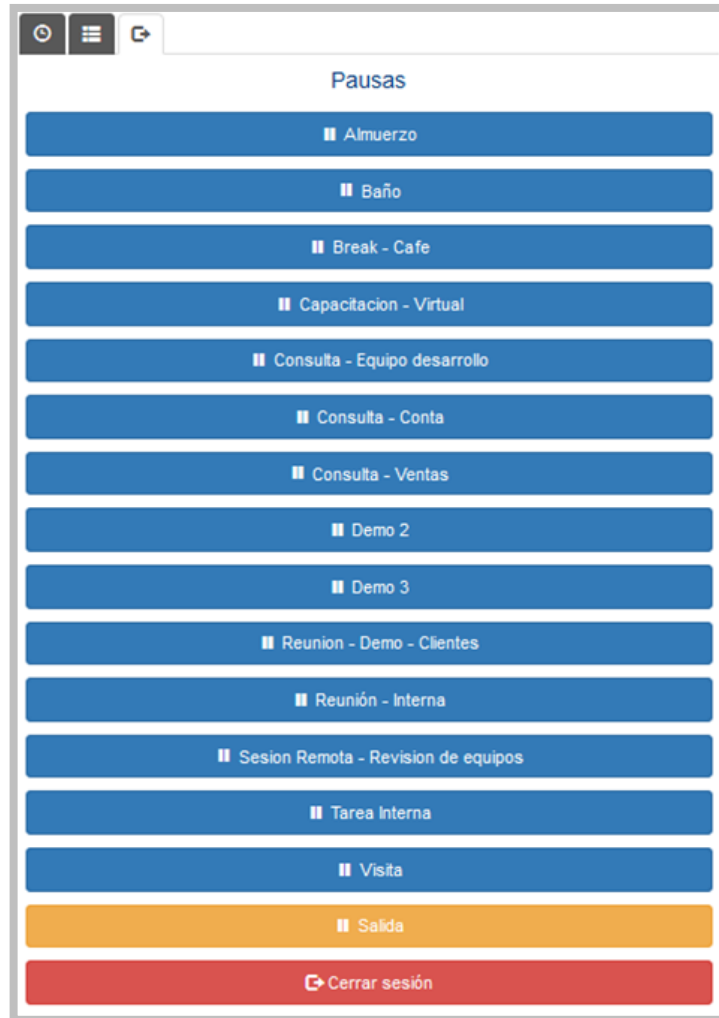 Pausas
Almuerzo
Baño
Break - Cafe
Capacitacion - Virtual
Consulta - Equipo desarrollo
Consulta - Conta
Consulta - Ventas
Demo 2
Demo 3
Reunion - Demo - Clientes
Reunión - Interna
Sesion Remota - Revision de equipos
Tarea Interna
Visita
Salida
Cerrar sesión